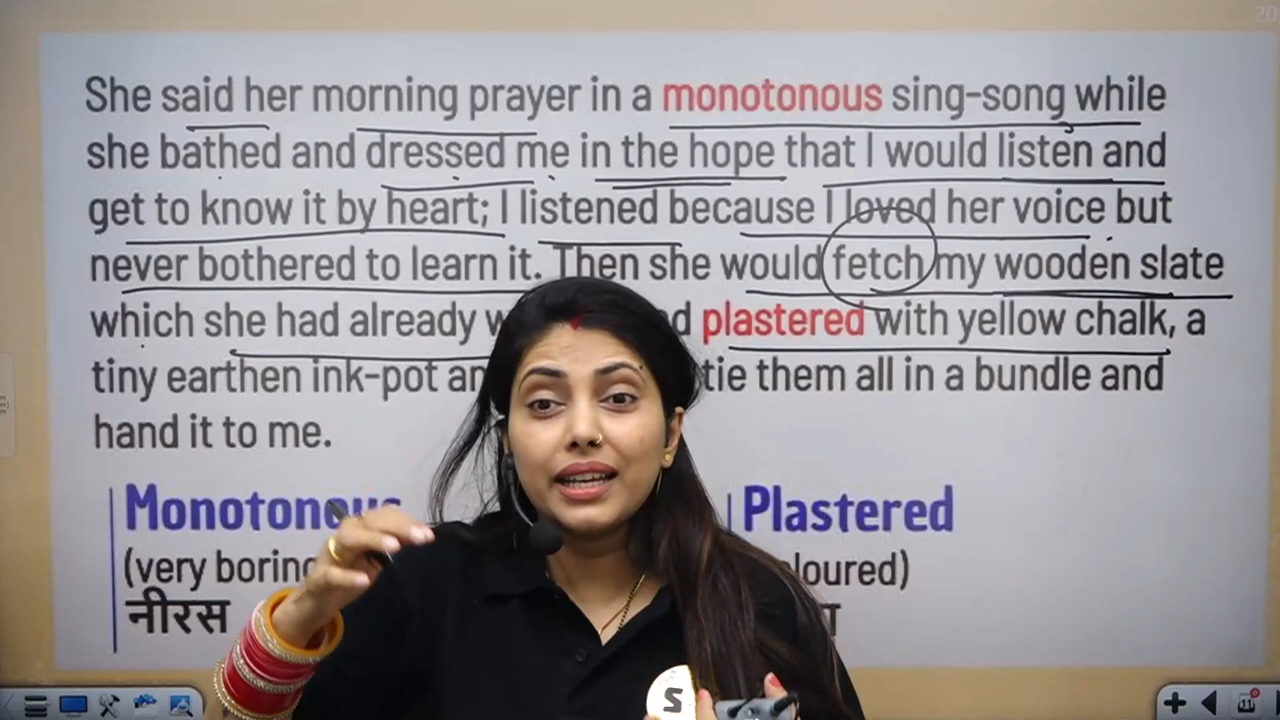 She said her morning prayer in a monotonous sing-song while
she bathed and dressed me in the hope that I would listen and
get to know it by heart; I listened because I loved her voice but
never bothered to learn it. Then she would fetch my wooden slate
which she had already plastered with yellow chalk, a
tiny earthen ink-pot tie them all in a bundle and
hand it to me.
Monotonous Plastered
(very boring
नीरस
S
11